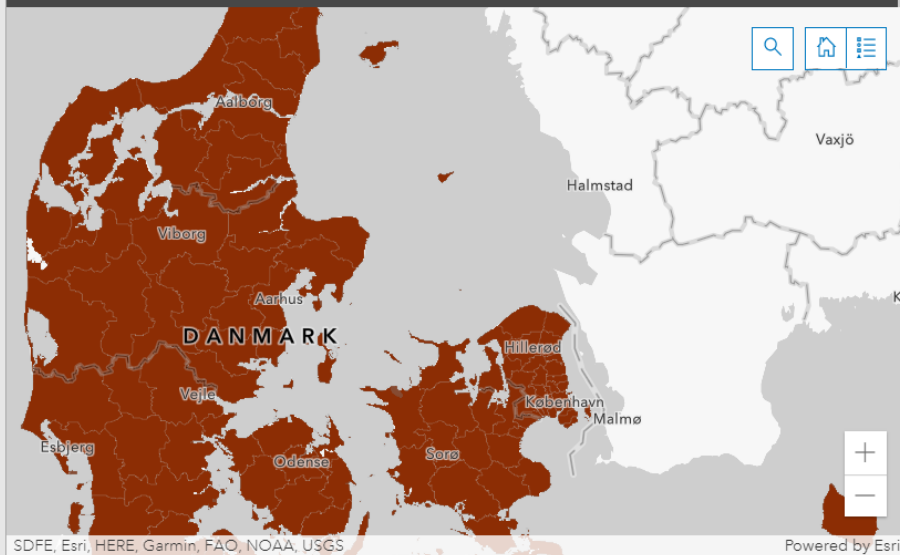 Aalborg
Vaxjö
Halmstad
Viborg
Aarhus
DANMARK
Hillerød
Vejle
København
Malmø
Esbjerg
Sorø
Odense
K
SDFE, Esri, HERE, Garmin, FAO, NOAA, USGS
Powered by Esri